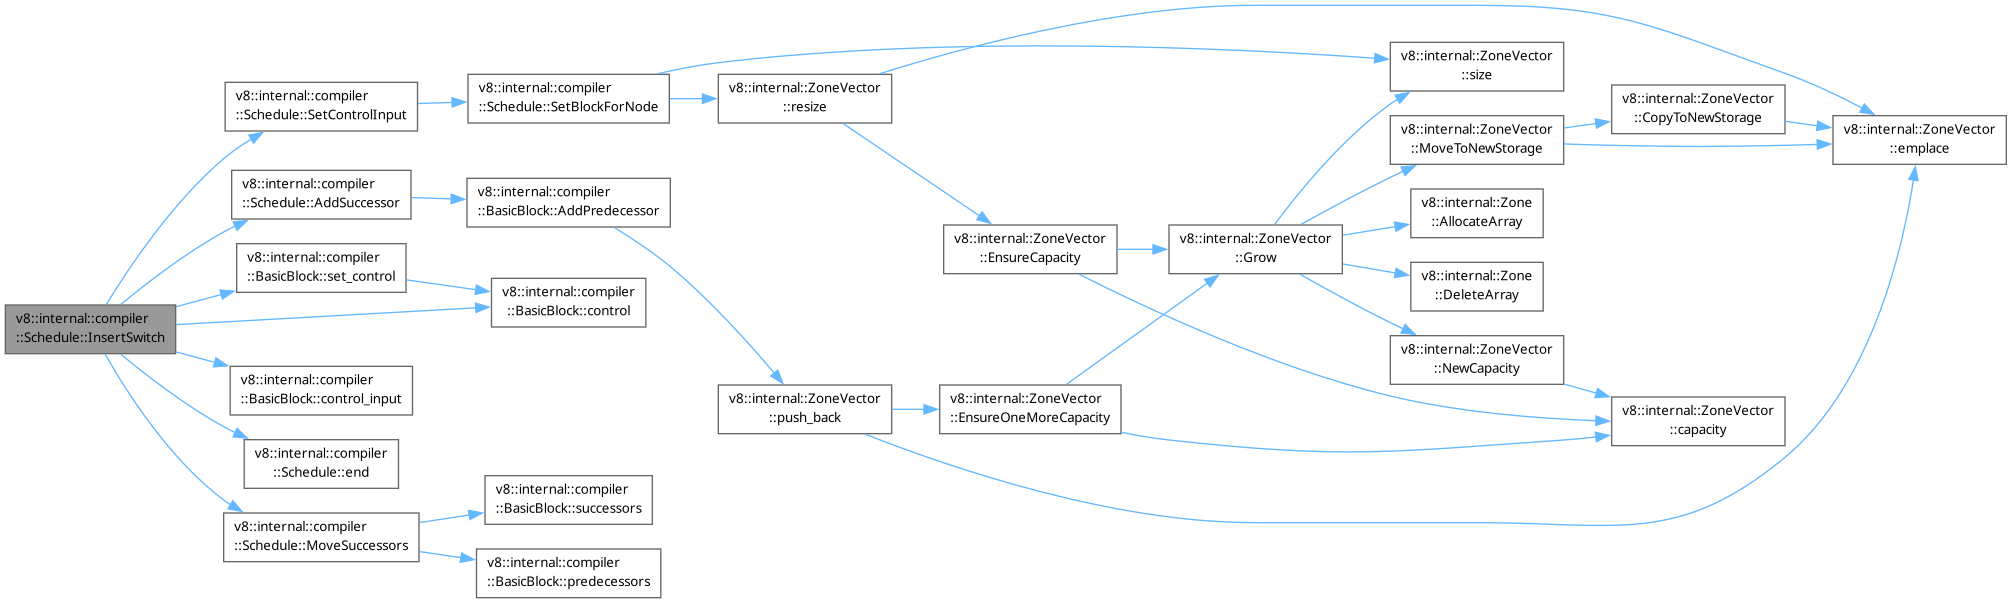 v8::internal::compiler
::Schedule::InsertSwitch
v8::internal::compiler
::Schedule::SetControlInput
v8::internal::compiler
::Schedule::AddSuccessor
v8::internal::compiler
::BasicBlock::set_control
v8::internal::compiler
::BasicBlock::control_input
v8::internal::compiler
::Schedule::end
v8::internal::compiler
::Schedule::MoveSuccessors
v8::internal::compiler
::Schedule::SetBlockForNode
v8::internal::compiler
::BasicBlock::AddPredecessor
v8::internal::compiler
::BasicBlock::control
v8::internal::compiler
::BasicBlock::successors
v8::internal::compiler
::BasicBlock::predecessors
v8::internal::ZoneVector
::resize
v8::internal::ZoneVector
::push_back
v8::internal::ZoneVector
::EnsureCapacity
v8::internal::ZoneVector
::EnsureOneMoreCapacity
v8::internal::ZoneVector
::Grow
v8::internal::ZoneVector
::size
v8::internal::ZoneVector
::MoveToNewStorage
v8::internal::Zone
::AllocateArray
v8::internal::Zone
::DeleteArray
v8::internal::ZoneVector
::NewCapacity
v8::internal::ZoneVector
::CopyToNewStorage
v8::internal::ZoneVector
::capacity
v8::internal::ZoneVector
::emplace